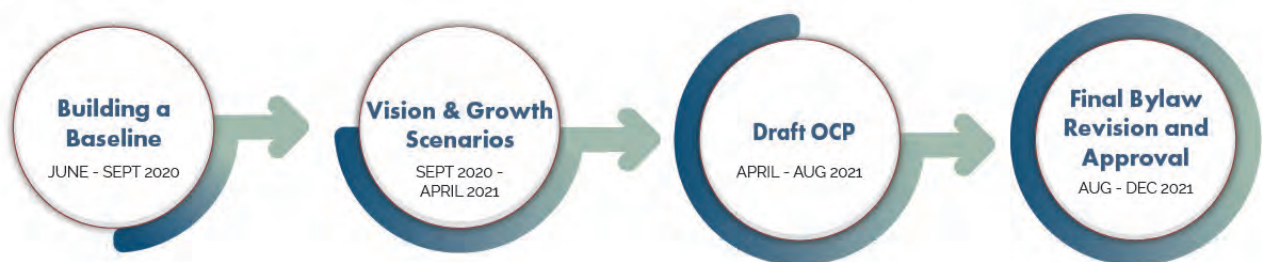 Building a
Baseline
JUNE - SEPT 2020
Vision & Growth
Scenarios
SEPT 2020 -
APRIL 2021
Draft OCP
APRIL - AUG 2021
Final Bylaw
Revision and
Approval
AUG - DEC 2021